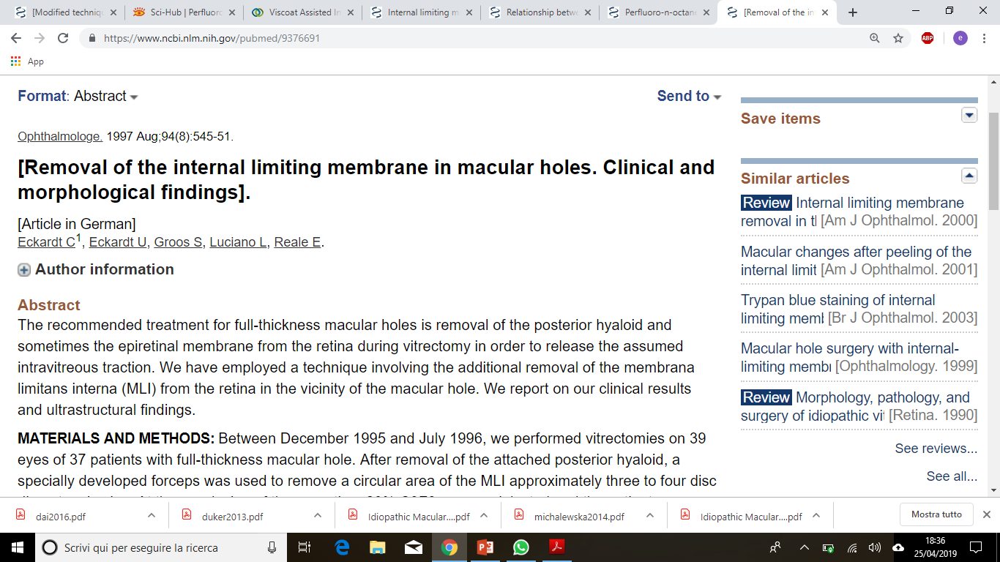 [Modified techniq
Sci-Hub | Perfluoro
Viscoat Assisted In
Internal limiting m
Relationship betw
Perfluoro-n-octane
[Removal of the in
https://www.ncbi.nlm.nih.gov/pubmed/9376691
ABP
e
App
Format: Abstract
Send to
Ophthalmologe. 1997 Aug;94(8):545-51.
[Removal of the internal limiting membrane in macular holes. Clinical and
morphological findings].
[Article in German]
Eckardt C1, Eckardt U, Groos S, Luciano L, Reale E.
Author information
Abstract
The recommended treatment for full-thickness macular holes is removal of the posterior hyaloid and
sometimes the epiretinal membrane from the retina during vitrectomy in order to release the assumed
intravitreous traction. We have employed a technique involving the additional removal of the membrana
limitans interna (MLI) from the retina in the vicinity of the macular hole. We report on our clinical results
and ultrastructural findings.
MATERIALS AND METHODS: Between December 1995 and July 1996, we performed vitrectomies on 39
eyes of 37 patients with full-thickness macular hole. After removal of the attached posterior hyaloid, a
specially developed forceps was used to remove a circular area of the MLI approximately three to four disc
Save items
Similar articles
Review Internal limiting membrane
removal in t [Am J Ophthalmol. 2000]
Macular changes after peeling of the
internal limit [Am J Ophthalmol. 2001]
Trypan blue staining of internal
limiting memb [Br J Ophthalmol. 2003]
Macular hole surgery with internal-
limiting membr [Ophthalmology. 1999]
Review Morphology, pathology, and
surgery of idiopathic vi [Retina. 1990]
See reviews...
See all...
dai2016.pdf
duker2013.pdf
Idiopathic Macular....pdf
michalewska2014.pdf
Idiopathic Macular....pdf
Mostra tutto
Scrivi qui per eseguire la ricerca
18:36
25/04/2019